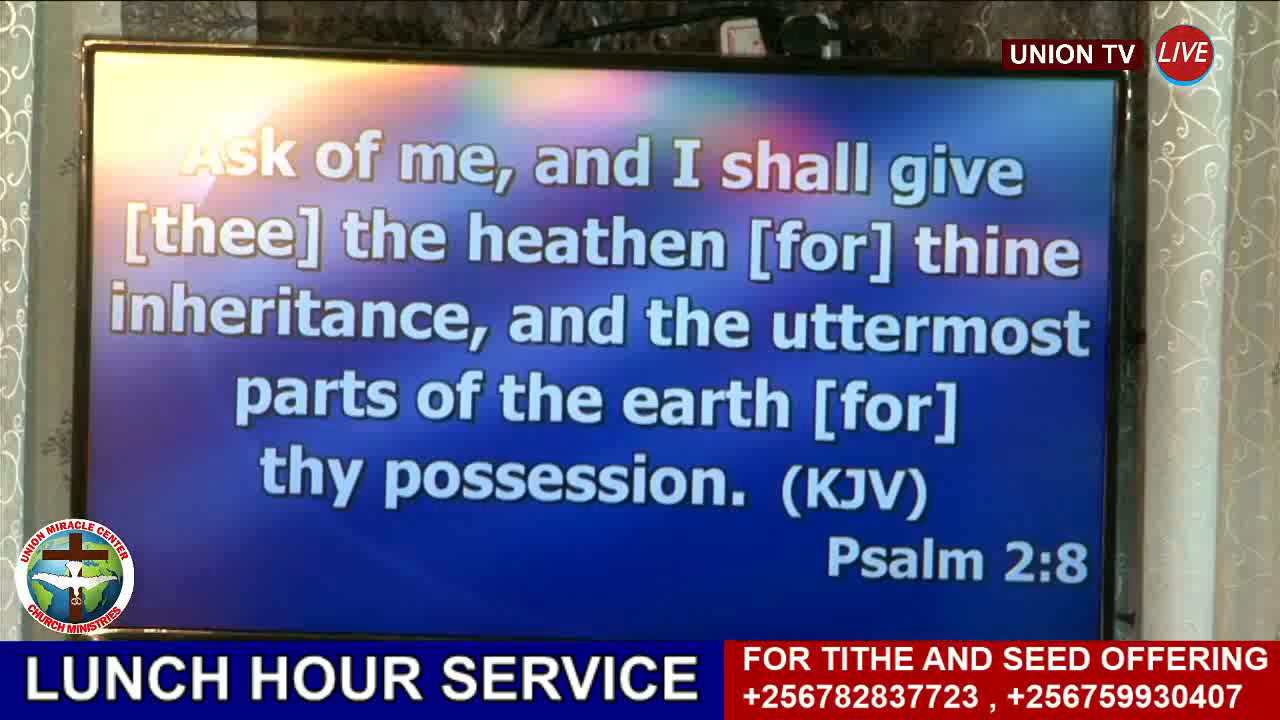 UNION TV LIVE
Ask of me, and I shall give
[thee] the heathen [for] thine
inheritance, and the uttermost
parts of the earth [for]
thy possession. (KJV)
Psalm 2:8
UNION MIRACLE CENTER
CHURCH MINISTRIES
LUNCH HOUR SERVICE
FOR TITHE AND SEED OFFERING
+256782837723 , +256759930407